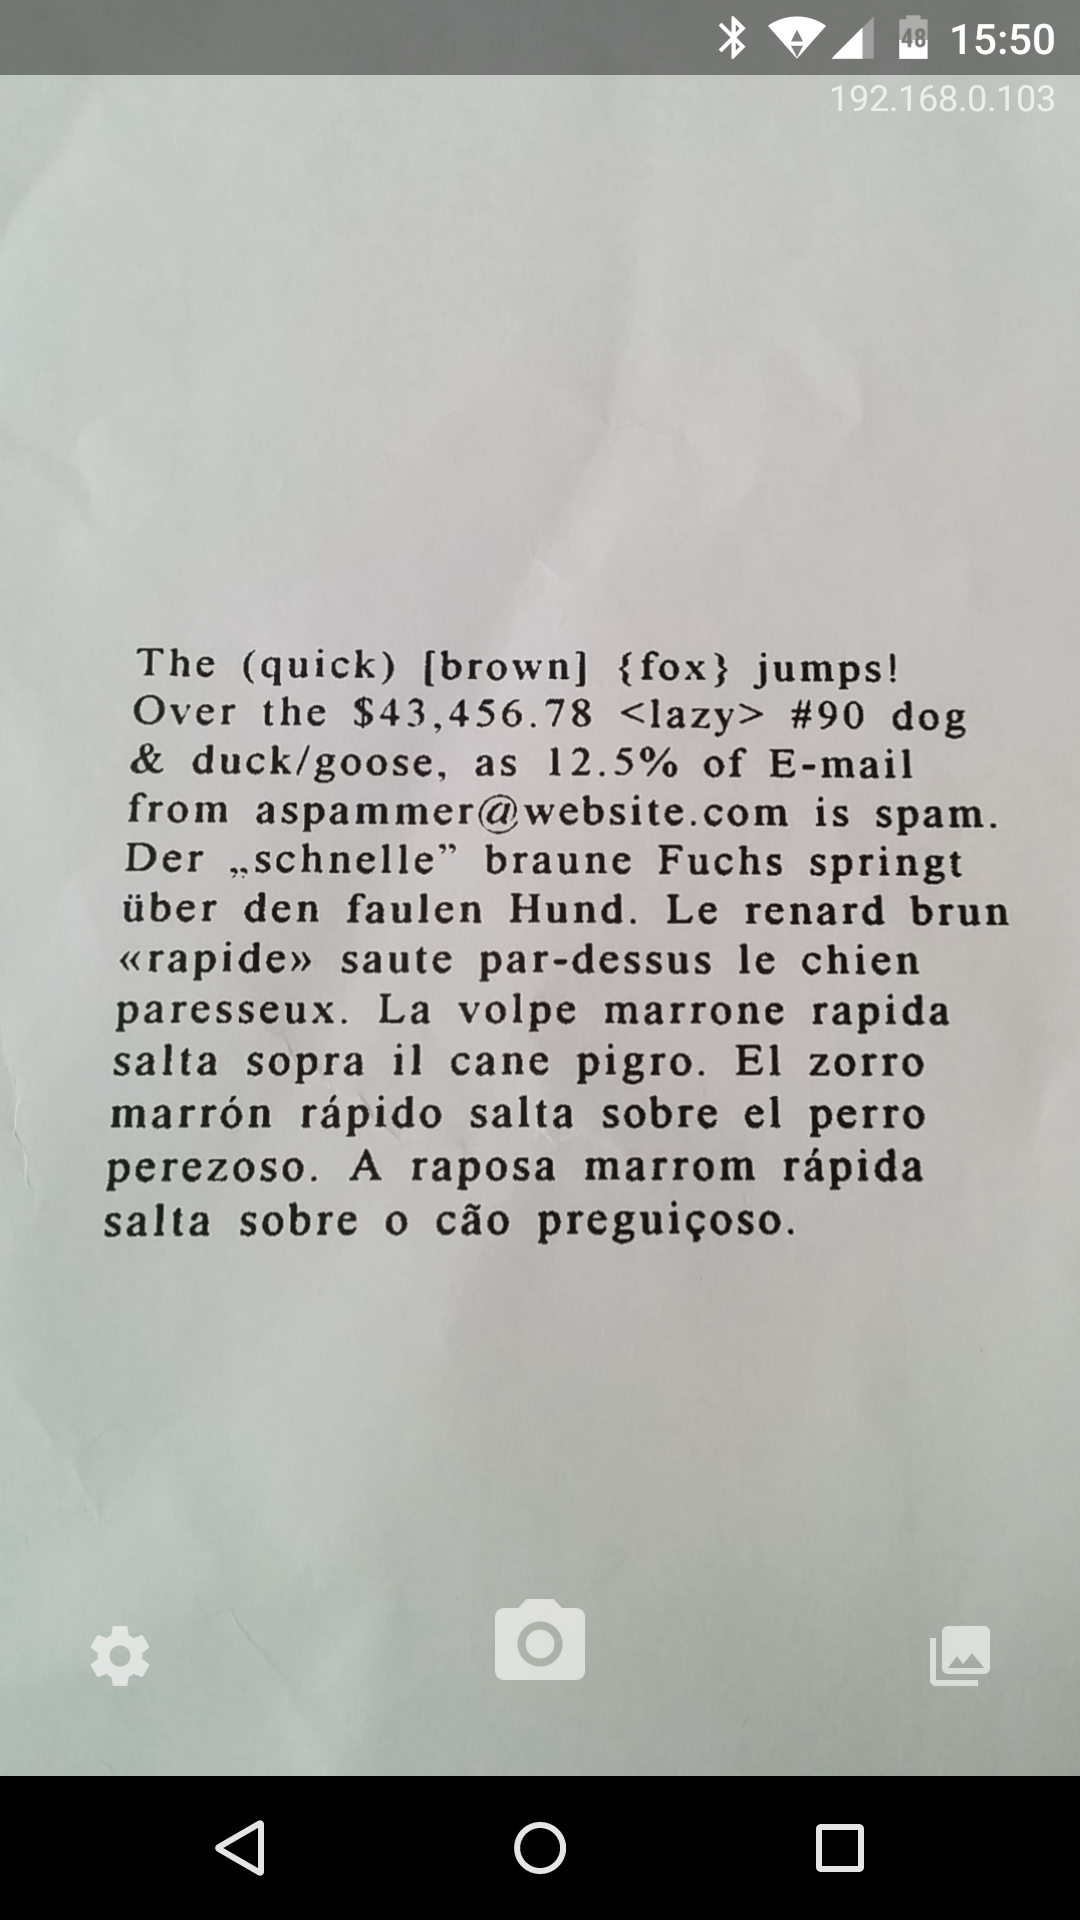 48 15:50
192.168.0.103
The (quick) [brown] {fox} jumps!
Over the $43,456.78 <lazy> #90 dog
& duck/goose, as 12.5% of E-mail
from aspammer@website.com is spam.
Der „schnelle” braune Fuchs springt
über den faulen Hund. Le renard brun
«rapide» saute par-dessus le chien
paresseux. La volpe marrone rapida
salta sopra il cane pigro. El zorro
marrón rápido salta sobre el perro
perezoso. A raposa marrom rápida
salta sobre o cão preguiçoso.